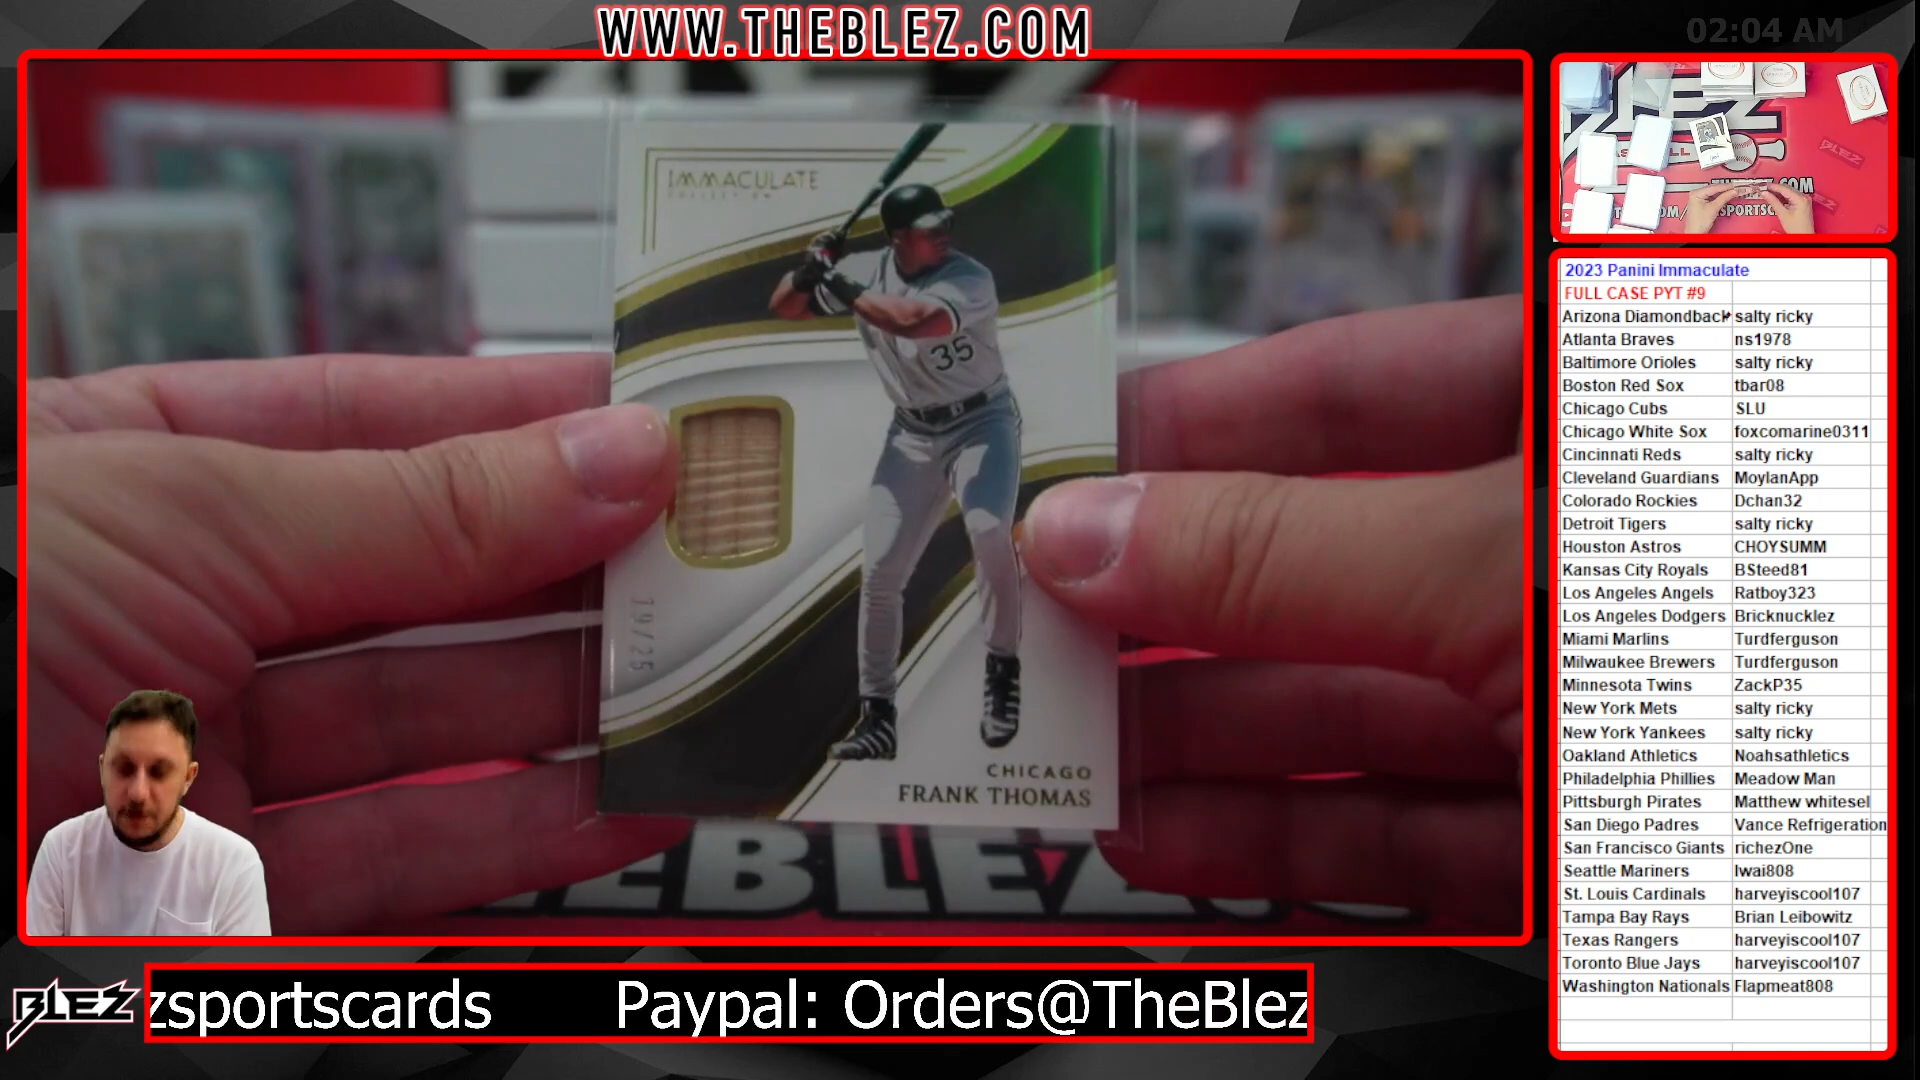 WWW.THEBLEZ.COM
02:04 AM
IMMACULATE
COLLECTION
35
19/25
CHICAGO
FRANK THOMAS
BLEZ
.COM
2023 Panini Immaculate
FULL CASE PYT #9
Arizona Diamondback salty ricky
Atlanta Braves ns1978
Baltimore Orioles salty ricky
Boston Red Sox tbar08
Chicago Cubs SLU
Chicago White Sox foxcomarine0311
Cincinnati Reds salty ricky
Cleveland Guardians MoylanApp
Colorado Rockies Dchan32
Detroit Tigers salty ricky
Houston Astros CHOYSUMM
Kansas City Royals BSteed81
Los Angeles Angels Ratboy323
Los Angeles Dodgers Bricknucklez
Miami Marlins Turdferguson
Milwaukee Brewers Turdferguson
Minnesota Twins ZackP35
New York Mets salty ricky
New York Yankees salty ricky
Oakland Athletics Noahsathletics
Philadelphia Phillies Meadow Man
Pittsburgh Pirates Matthew whitesel
San Diego Padres Vance Refrigeration
San Francisco Giants richezOne
Seattle Mariners lwai808
St. Louis Cardinals harveyiscool107
Tampa Bay Rays Brian Leibowitz
Texas Rangers harveyiscool107
Toronto Blue Jays harveyiscool107
Washington Nationals Flapmeat808
EBLEZ
BLEZ
zsportscards Paypal: Orders@TheBlez